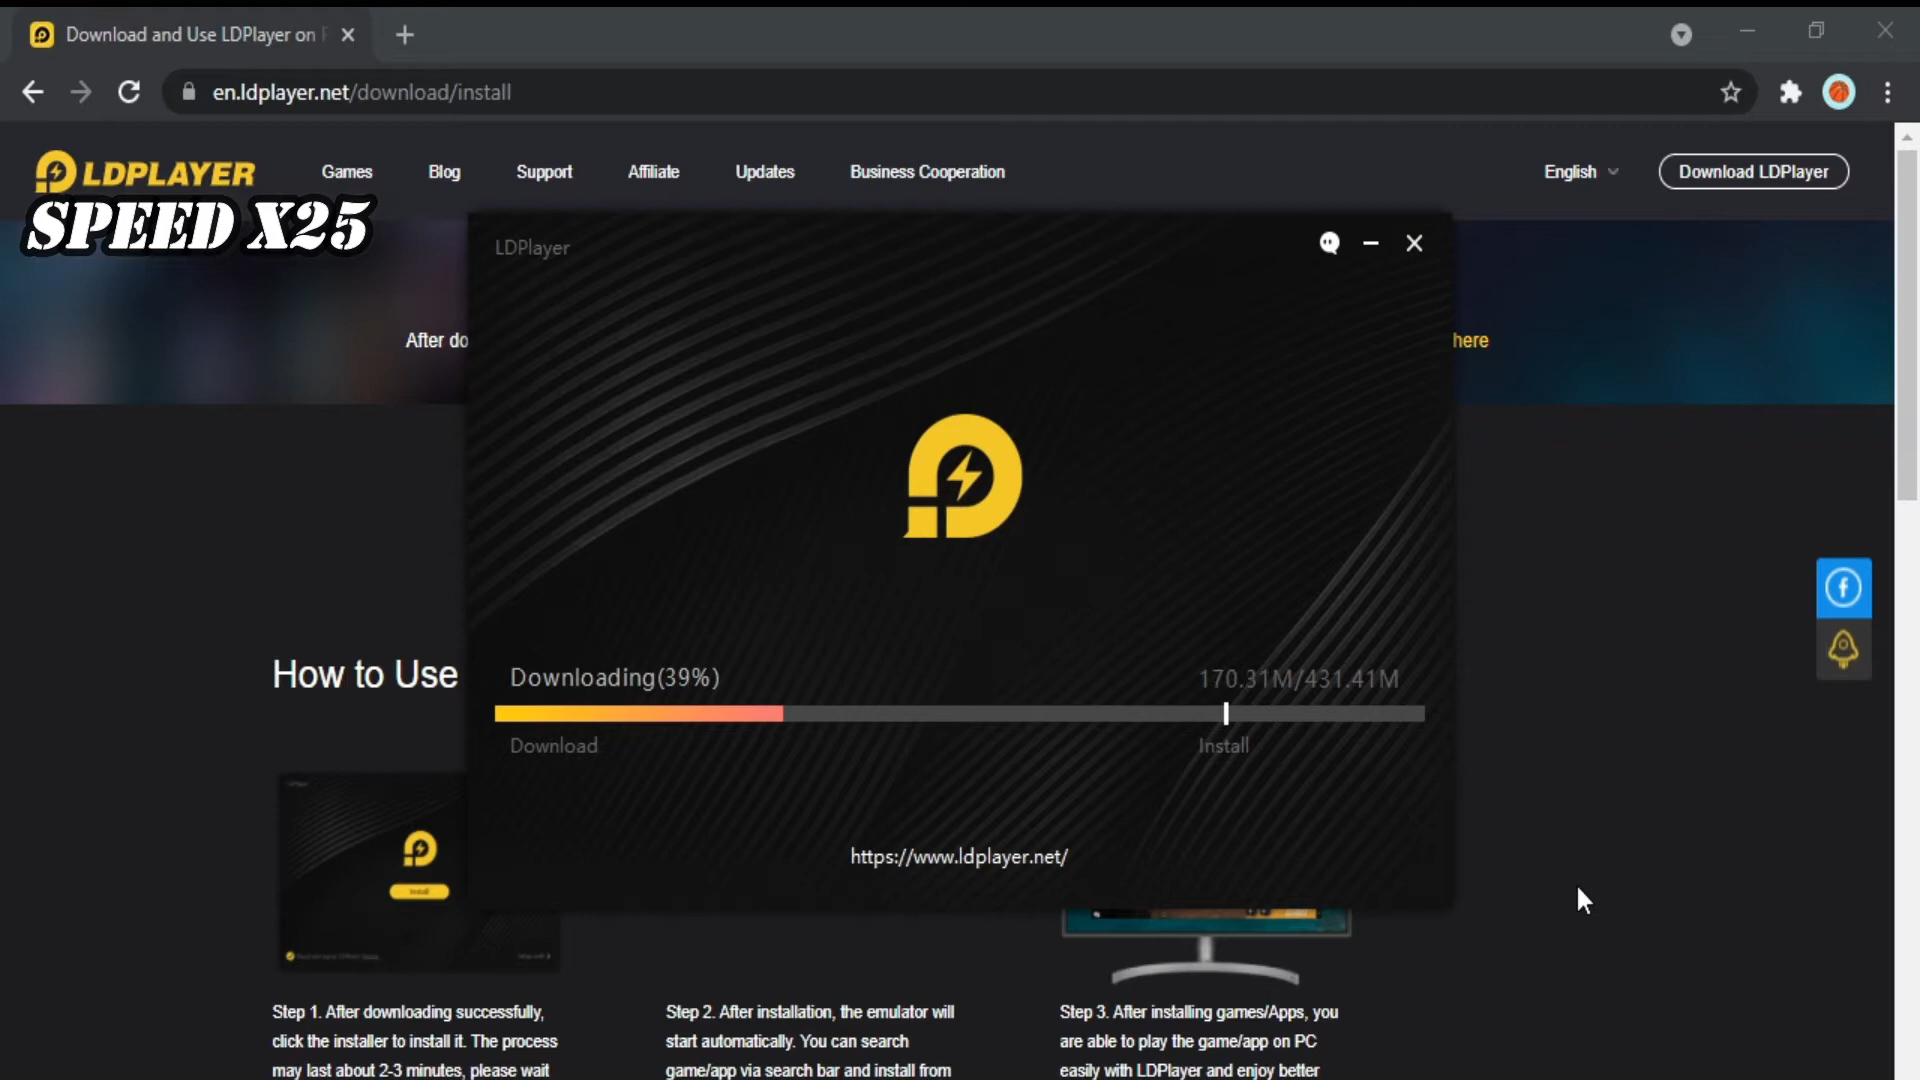 Download and Use LDPlayer on
en.ldplayer.net/download/install
LDPLAYER
Games
Blog
Support
Affiliate
Updates
Business Cooperation
English
Download LDPlayer
SPEED X25
LDPlayer
After do
here
How to Use
Downloading(39%)
170.31M/431.41M
Download
Install
https://www.ldplayer.net/
Install
Step 1. After downloading successfully,
click the installer to install it. The process
may last about 2-3 minutes, please wait
Step 2. After installation, the emulator will
start automatically. You can search
game/app via search bar and install from
Step 3. After installing games/Apps, you
are able to play the game/app on PC
easily with LDPlayer and enjoy better